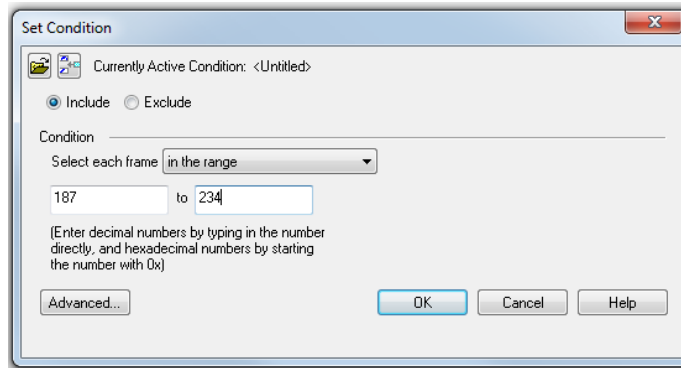 Set Condition
Currently Active Condition: <Untitled>
Include Exclude
Condition
Select each frame in the range
187 to 234
(Enter decimal numbers by typing in the number
directly, and hexadecimal numbers by starting
the number with 0x)
Advanced... OK Cancel Help